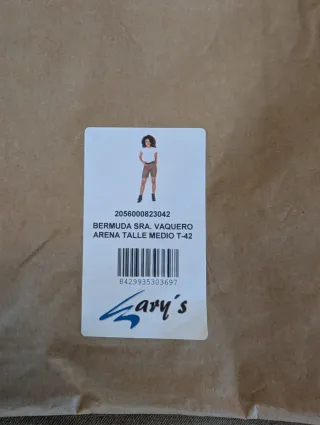 2056000823042
BERMUDA SRA. VAQUERO
ARENA TALLE MEDIO T-42
8429935303697
Gary's